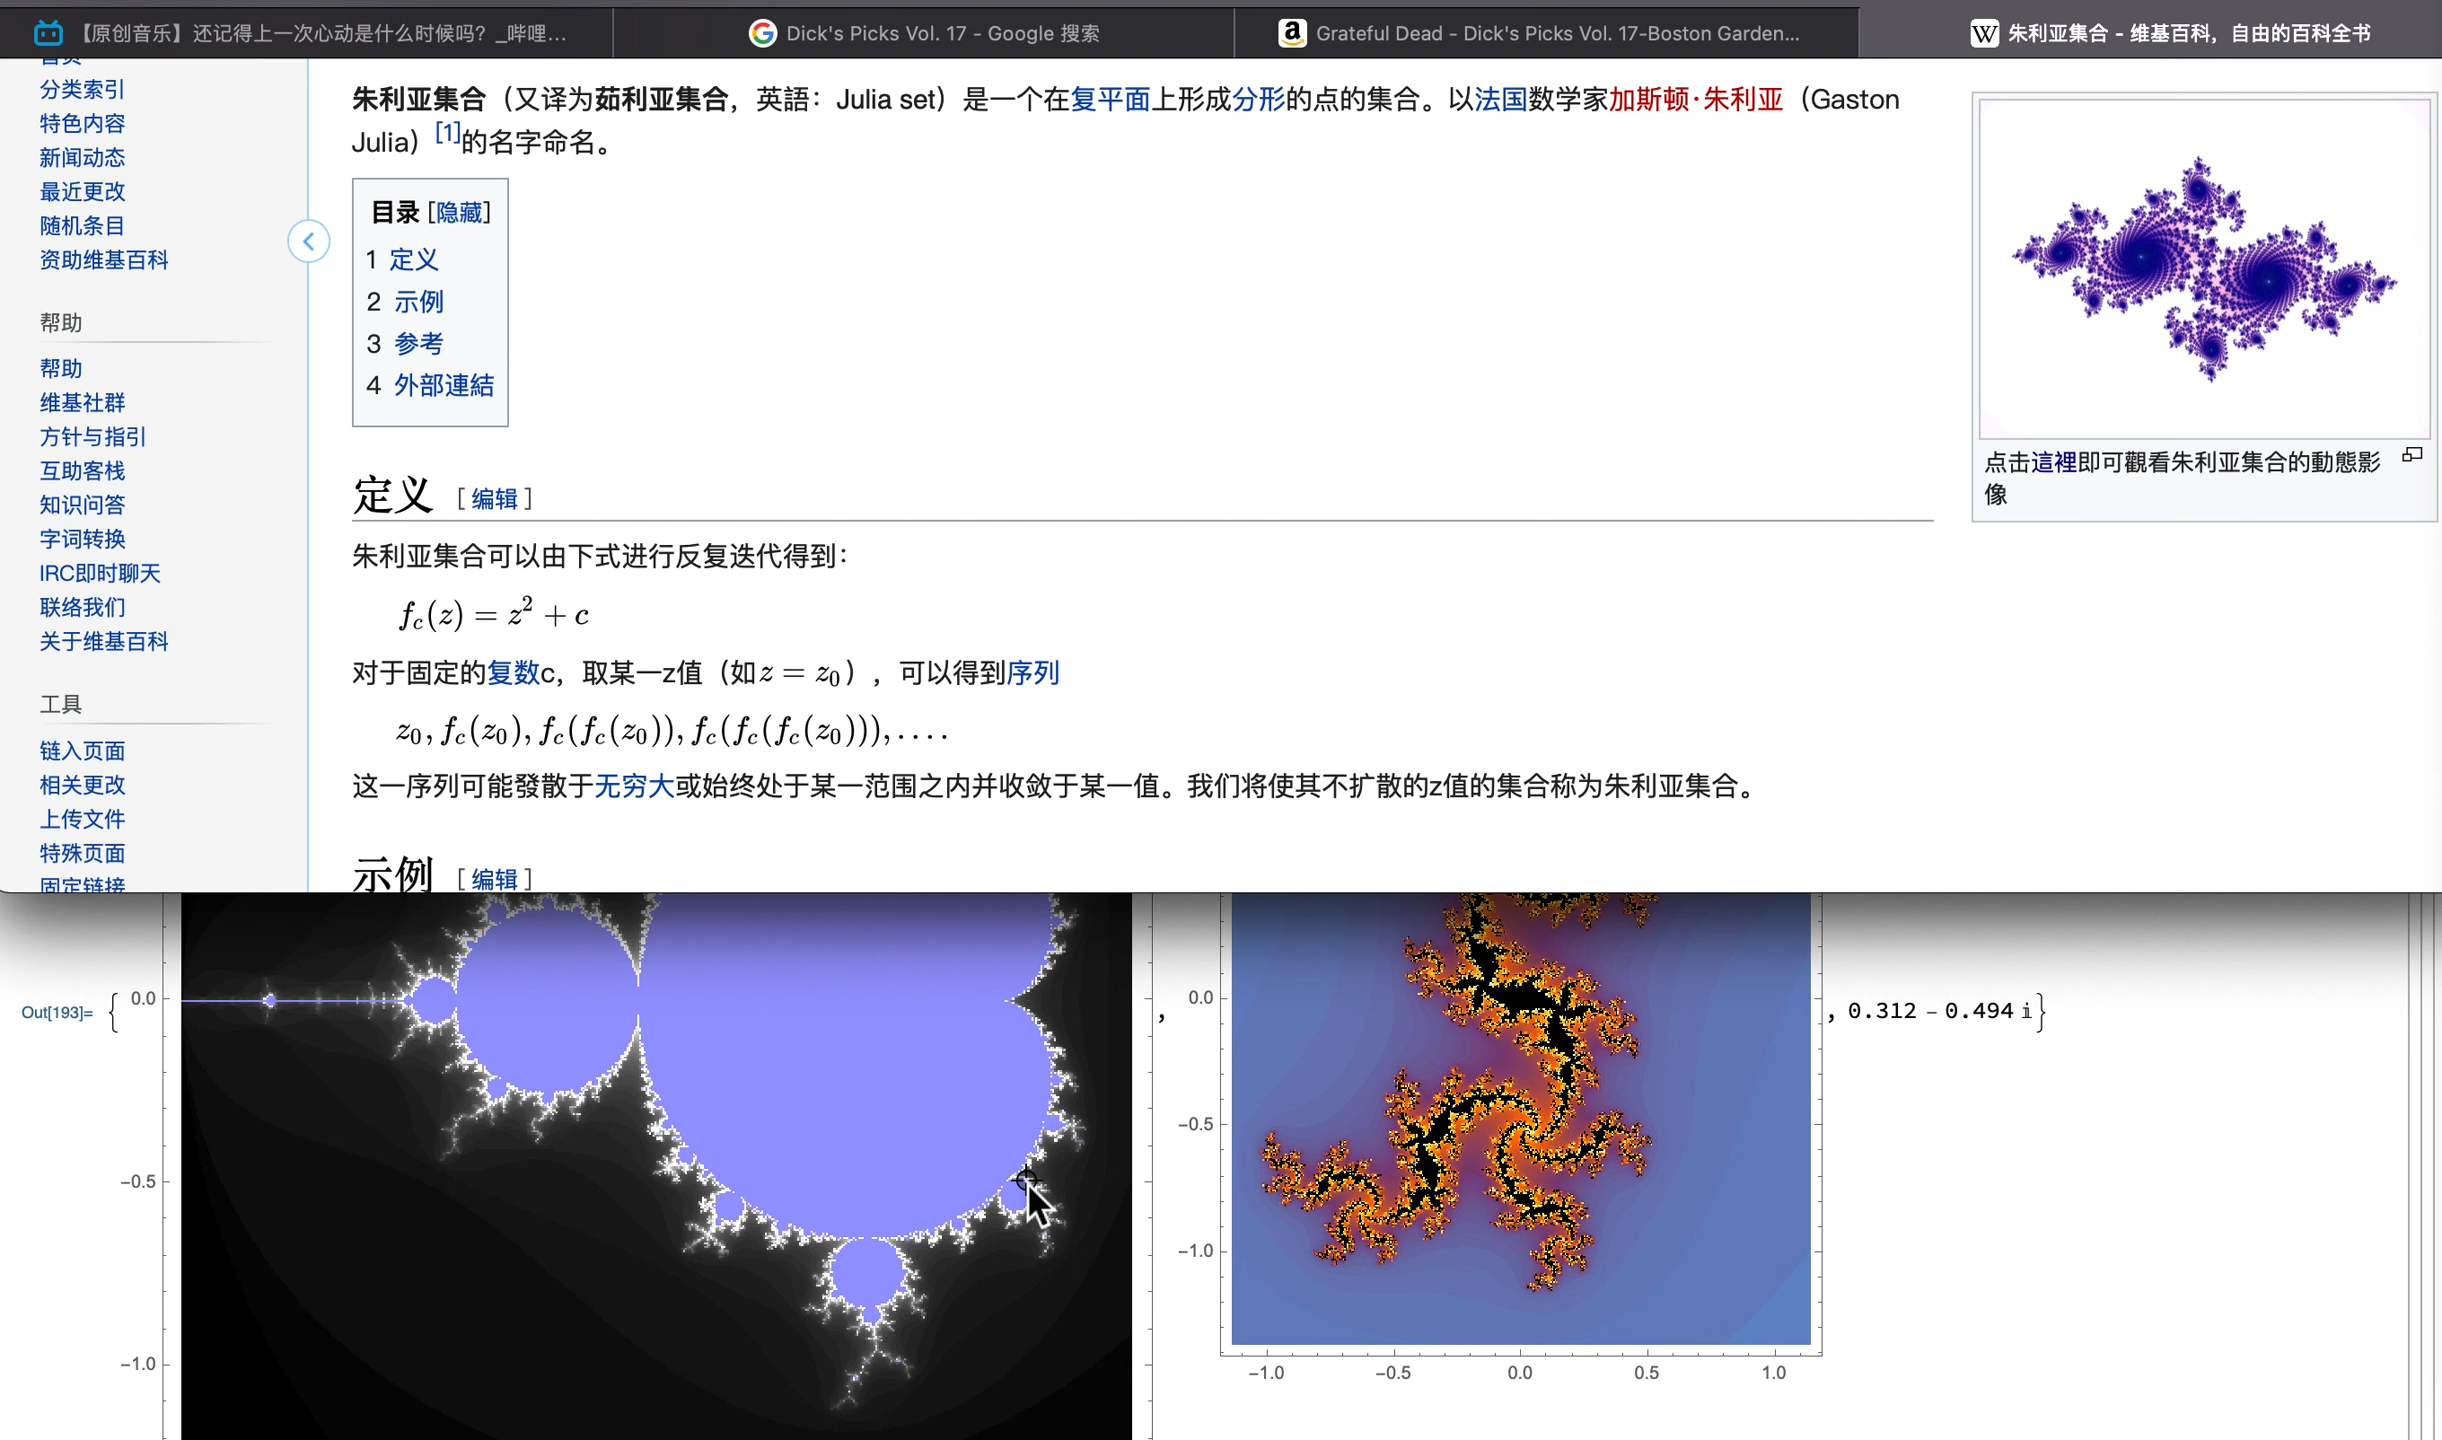 【原创音乐】还记得上一次心动是什么时候吗？_哔哩...
Dick's Picks Vol. 17 - Google 搜索
Grateful Dead - Dick's Picks Vol. 17-Boston Garden...
朱利亚集合 - 维基百科，自由的百科全书
首页
分类索引
特色内容
新闻动态
最近更改
随机条目
资助维基百科
帮助
帮助
维基社群
方针与指引
互助客栈
知识问答
字词转换
IRC即时聊天
联络我们
关于维基百科
工具
链入页面
相关更改
上传文件
特殊页面
固定链接
朱利亚集合（又译为茹利亚集合，英語：Julia set）是一个在复平面上形成分形的点的集合。以法国数学家加斯顿·朱利亚（Gaston
Julia）[1]的名字命名。
目录 [隐藏]
1 定义
2 示例
3 参考
4 外部連結
点击這裡即可觀看朱利亚集合的動態影
像
定义 [编辑]
朱利亚集合可以由下式进行反复迭代得到：
f_c(z) = z² + c
对于固定的复数c，取某一z值（如z = z₀），可以得到序列
z₀, f_c(z₀), f_c(f_c(z₀)), f_c(f_c(f_c(z₀))), . . . .
这一序列可能發散于无穷大或始终处于某一范围之内并收敛于某一值。我们将使其不扩散的z值的集合称为朱利亚集合。
示例 [编辑]
Out[193]= {
0.0
−0.5
−1.0
,
0.0
−0.5
−1.0
−1.0 −0.5 0.0 0.5 1.0
, 0.312 − 0.494 ⅈ}